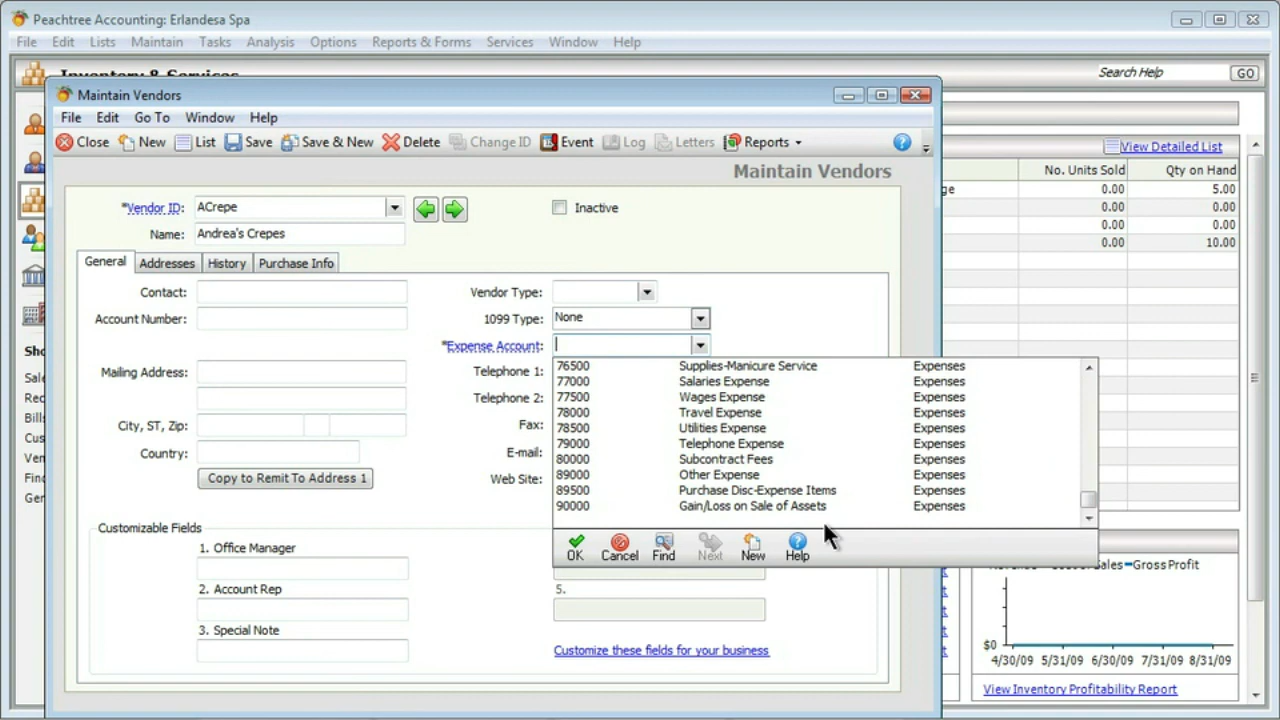 Peachtree Accounting: Erlandesa Spa
File Edit Lists Maintain Tasks Analysis Options Reports & Forms Services Window Help
Inventory & Services
Search Help GO
Maintain Vendors
File Edit Go To Window Help
Close New List Save Save & New Delete Change ID Event Log Letters Reports
View Detailed List
Maintain Vendors
No. Units Sold Qty on Hand
ge 0.00 5.00
0.00 0.00
0.00 0.00
0.00 10.00
*Vendor ID: ACrepe Inactive
Name: Andrea's Crepes
General Addresses History Purchase Info
Contact: Vendor Type:
Account Number: 1099 Type: None
*Expense Account:
Mailing Address: Telephone 1:
Telephone 2:
City, ST, Zip: Fax:
Country: E-mail:
Copy to Remit To Address 1 Web Site:
76500 Supplies-Manicure Service Expenses
77000 Salaries Expense Expenses
77500 Wages Expense Expenses
78000 Travel Expense Expenses
78500 Utilities Expense Expenses
79000 Telephone Expense Expenses
80000 Subcontract Fees Expenses
89000 Other Expense Expenses
89500 Purchase Disc-Expense Items Expenses
90000 Gain/Loss on Sale of Assets Expenses
OK Cancel Find Next New Help
Customizable Fields
1. Office Manager
2. Account Rep 5.
3. Special Note
Customize these fields for your business
Sho
Sale
Rec
Bills
Cus
Ven
Find
Ger
Gross Profit
$0
4/30/09 5/31/09 6/30/09 7/31/09 8/31/09
View Inventory Profitability Report